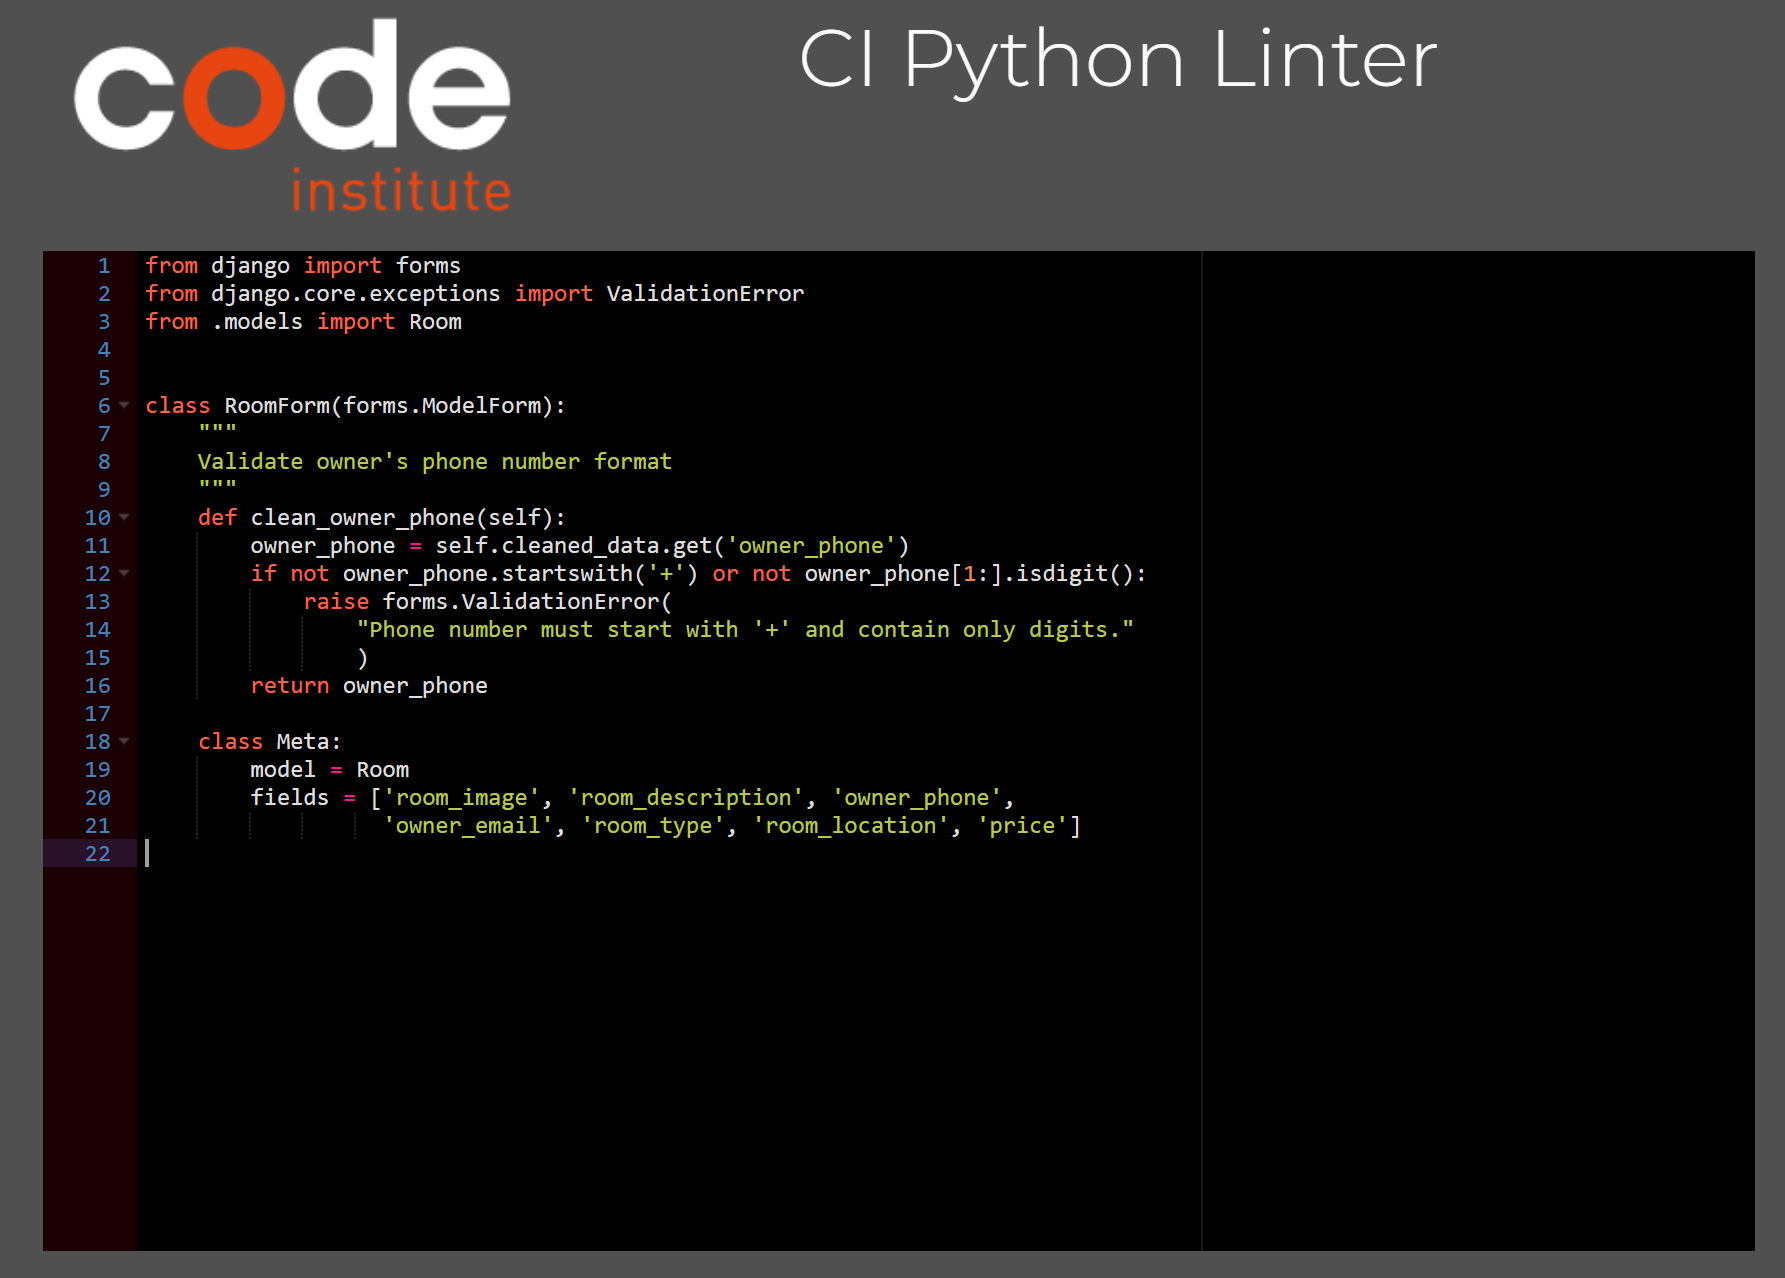 code
institute
CI Python Linter
1 from django import forms
2 from django.core.exceptions import ValidationError
3 from .models import Room
4
5
6 class RoomForm(forms.ModelForm):
7     """
8     Validate owner's phone number format
9     """
10     def clean_owner_phone(self):
11         owner_phone = self.cleaned_data.get('owner_phone')
12         if not owner_phone.startswith('+') or not owner_phone[1:].isdigit():
13             raise forms.ValidationError(
14                 "Phone number must start with '+' and contain only digits."
15                 )
16         return owner_phone
17
18     class Meta:
19         model = Room
20         fields = ['room_image', 'room_description', 'owner_phone',
21                   'owner_email', 'room_type', 'room_location', 'price']
22